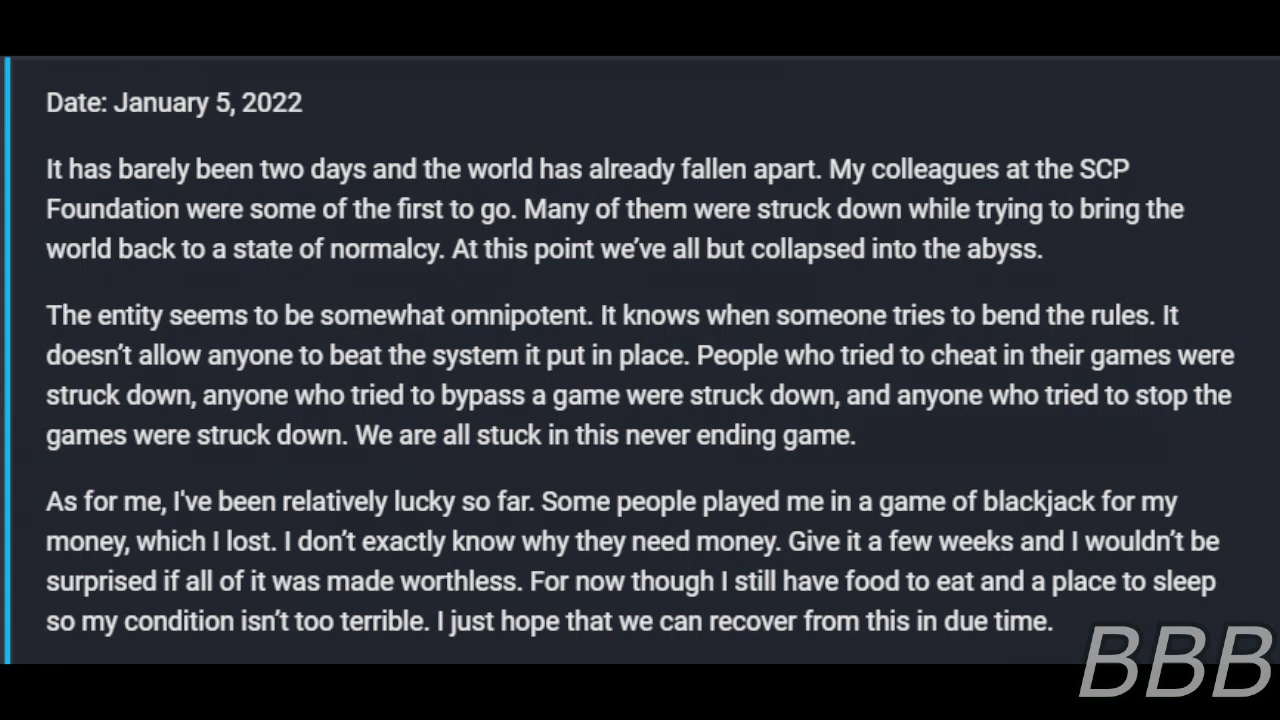 Date: January 5, 2022
It has barely been two days and the world has already fallen apart. My colleagues at the SCP
Foundation were some of the first to go. Many of them were struck down while trying to bring the
world back to a state of normalcy. At this point we’ve all but collapsed into the abyss.
The entity seems to be somewhat omnipotent. It knows when someone tries to bend the rules. It
doesn’t allow anyone to beat the system it put in place. People who tried to cheat in their games were
struck down, anyone who tried to bypass a game were struck down, and anyone who tried to stop the
games were struck down. We are all stuck in this never ending game.
As for me, I've been relatively lucky so far. Some people played me in a game of blackjack for my
money, which I lost. I don’t exactly know why they need money. Give it a few weeks and I wouldn’t be
surprised if all of it was made worthless. For now though I still have food to eat and a place to sleep
so my condition isn’t too terrible. I just hope that we can recover from this in due time.
BBB